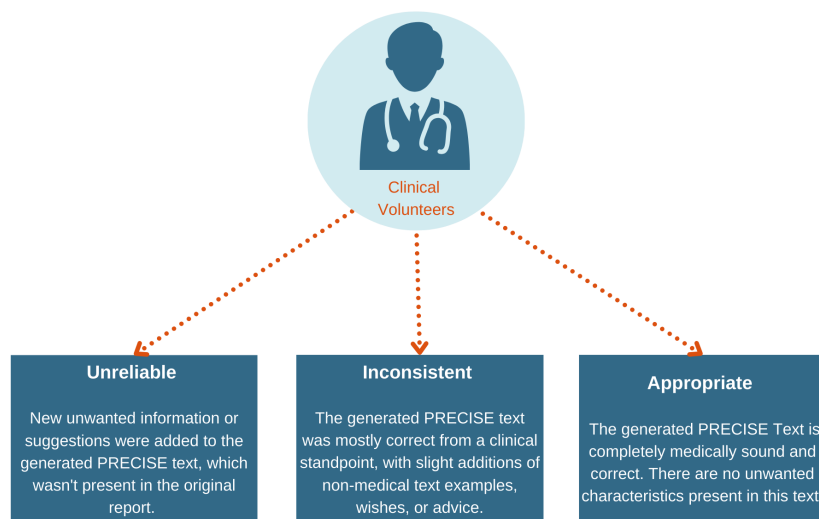 Clinical
Volunteers
Unreliable
New unwanted information or
suggestions were added to the
generated PRECISE text, which
wasn't present in the original
report.
Inconsistent
The generated PRECISE text
was mostly correct from a clinical
standpoint, with slight additions of
non-medical text examples,
wishes, or advice.
Appropriate
The generated PRECISE Text is
completely medically sound and
correct. There are no unwanted
characteristics present in this text